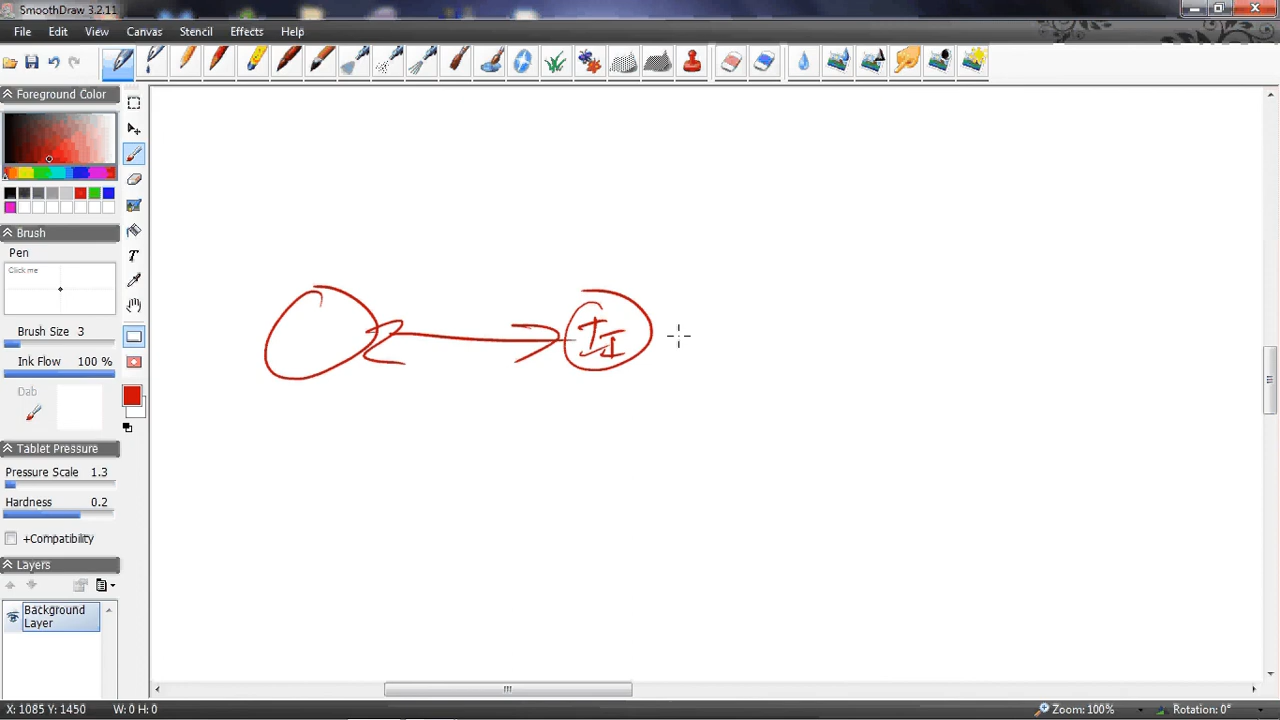 SmoothDraw 3.2.11
File Edit View Canvas Stencil Effects Help
Foreground Color
Brush
Pen
Click me
Brush Size 3
Ink Flow 100 %
Dab
Tablet Pressure
Pressure Scale 1.3
Hardness 0.2
+Compatibility
Layers
Background
Layer
X: 1085 Y: 1450 W: 0 H: 0 Zoom: 100% Rotation: 0°